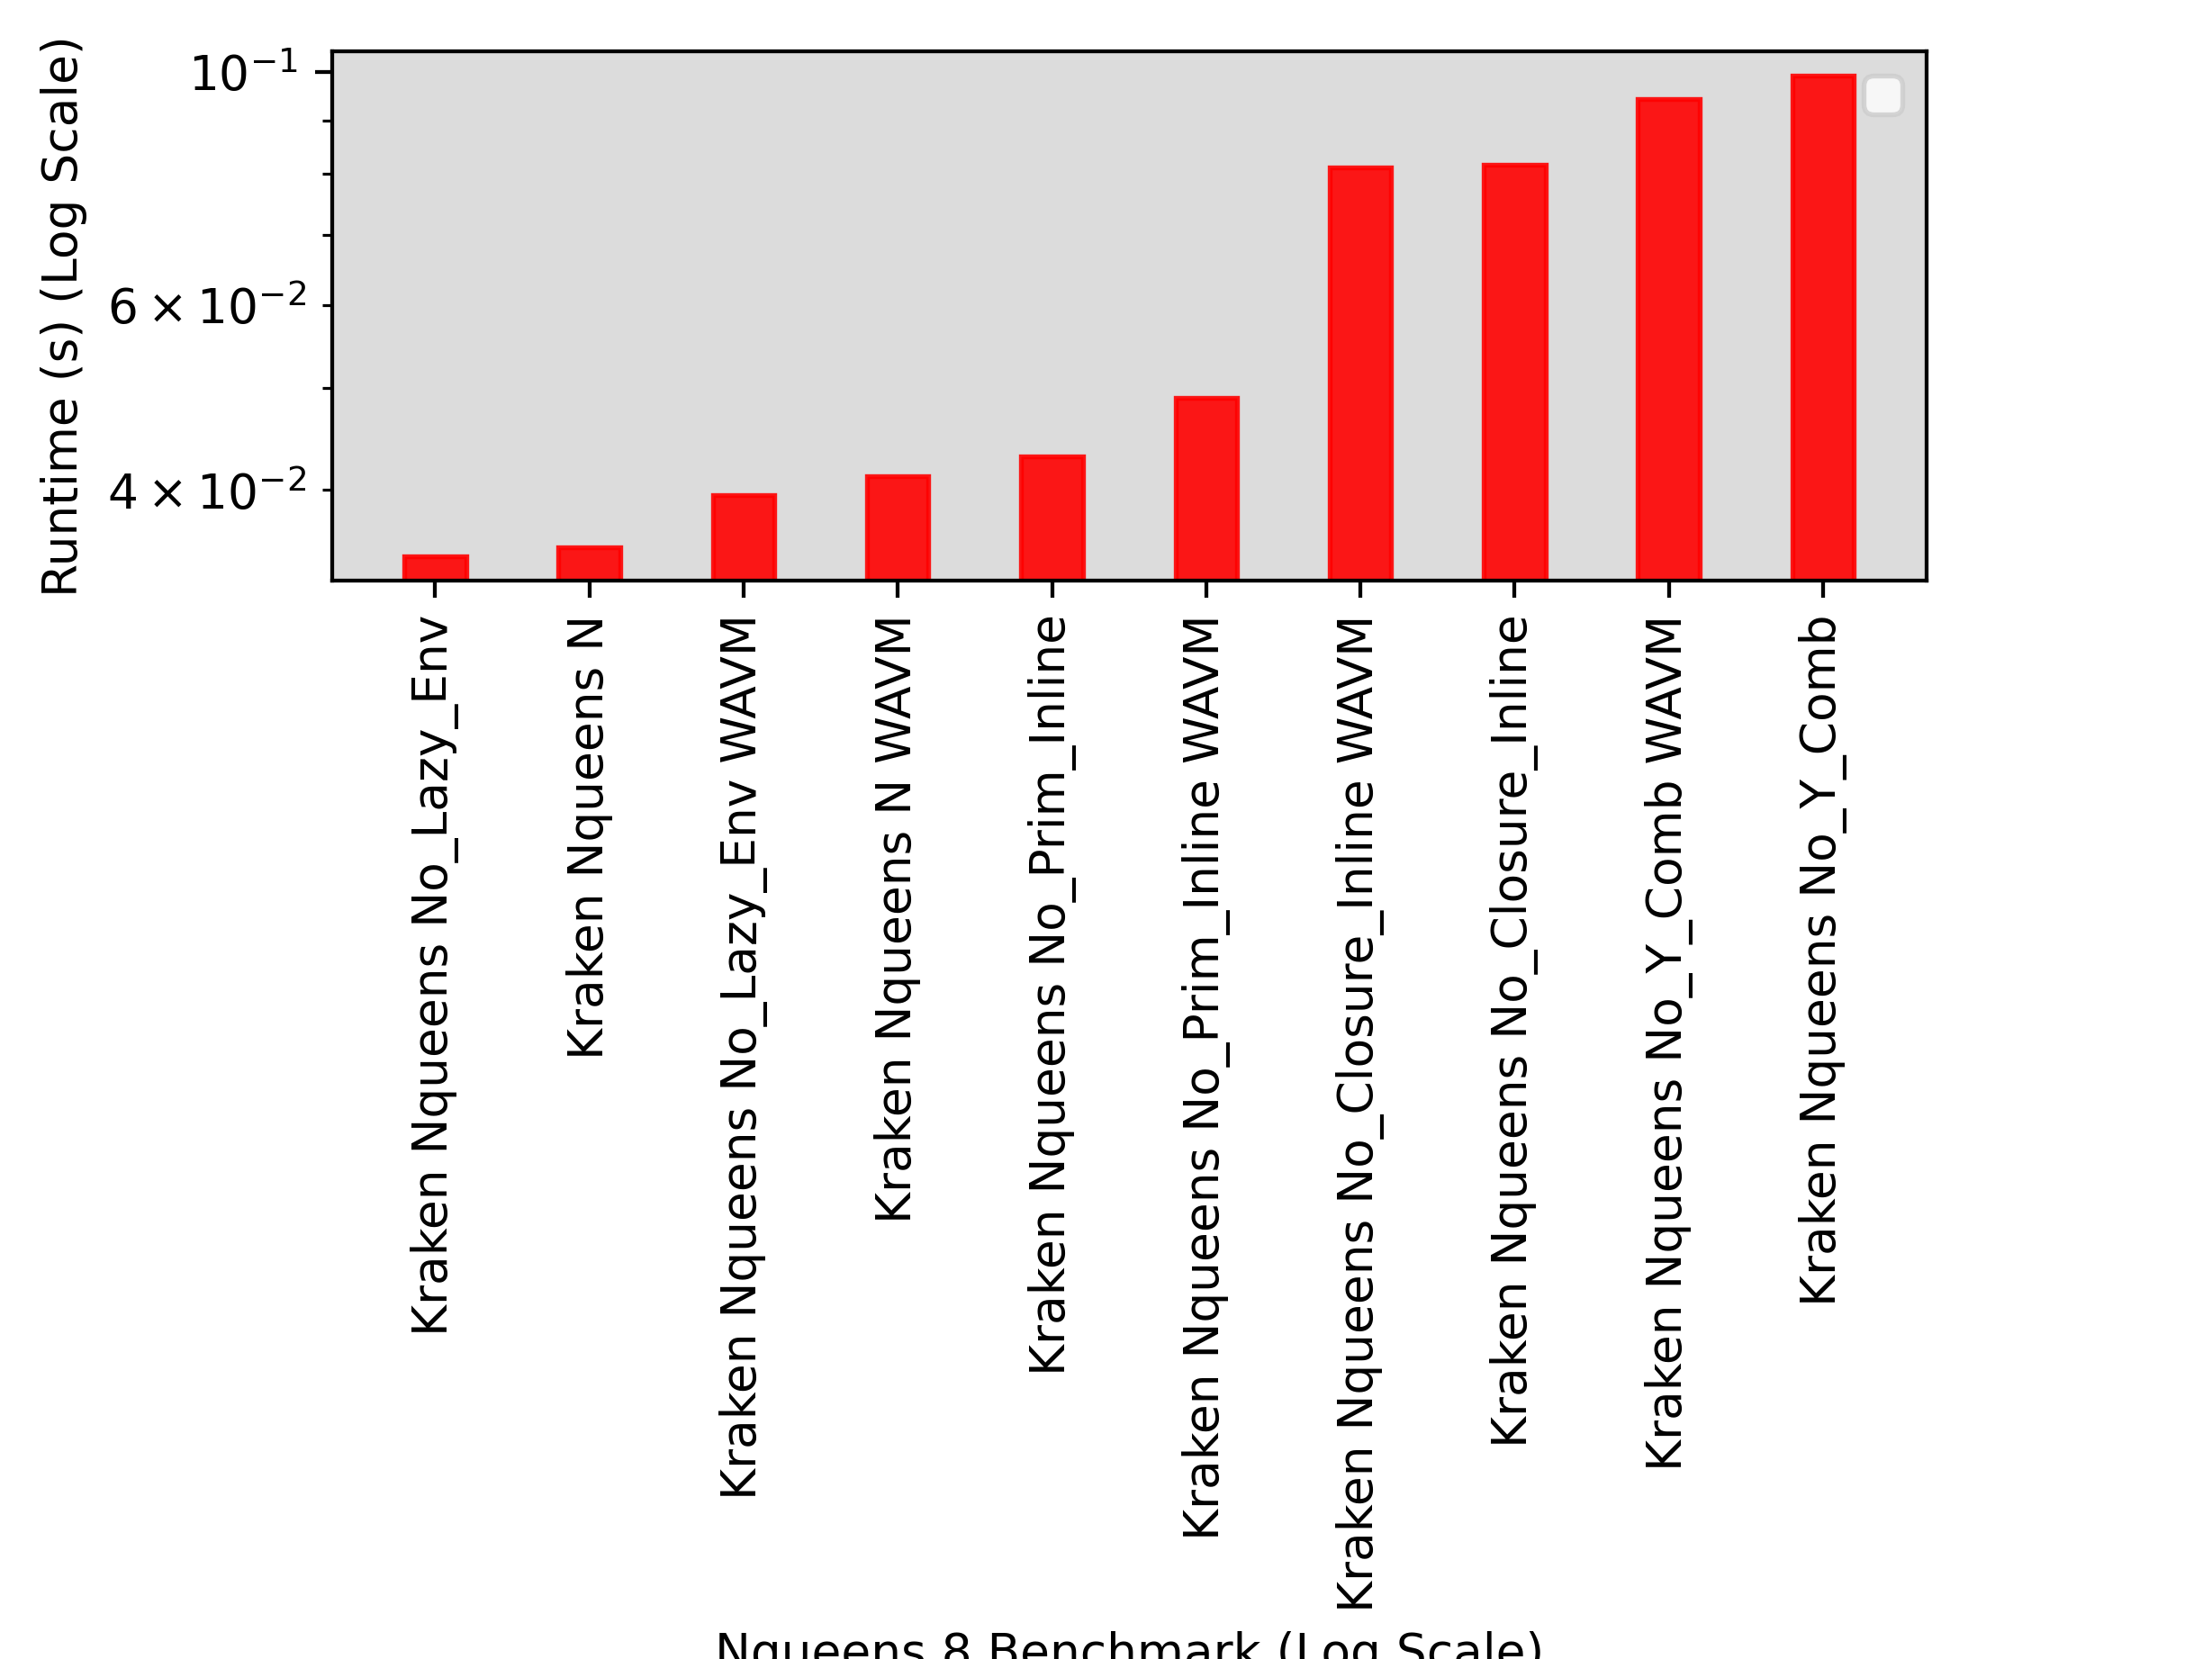 Runtime (s) (Log Scale)
10⁻¹
6 × 10⁻²
4 × 10⁻²
Kraken Nqueens No_Lazy_Env
Kraken Nqueens N
Kraken Nqueens No_Lazy_Env WAVM
Kraken Nqueens N WAVM
Kraken Nqueens No_Prim_Inline
Kraken Nqueens No_Prim_Inline WAVM
Kraken Nqueens No_Closure_Inline WAVM
Kraken Nqueens No_Closure_Inline
Kraken Nqueens No_Y_Comb WAVM
Kraken Nqueens No_Y_Comb
Nqueens 8 Benchmark (Log Scale)